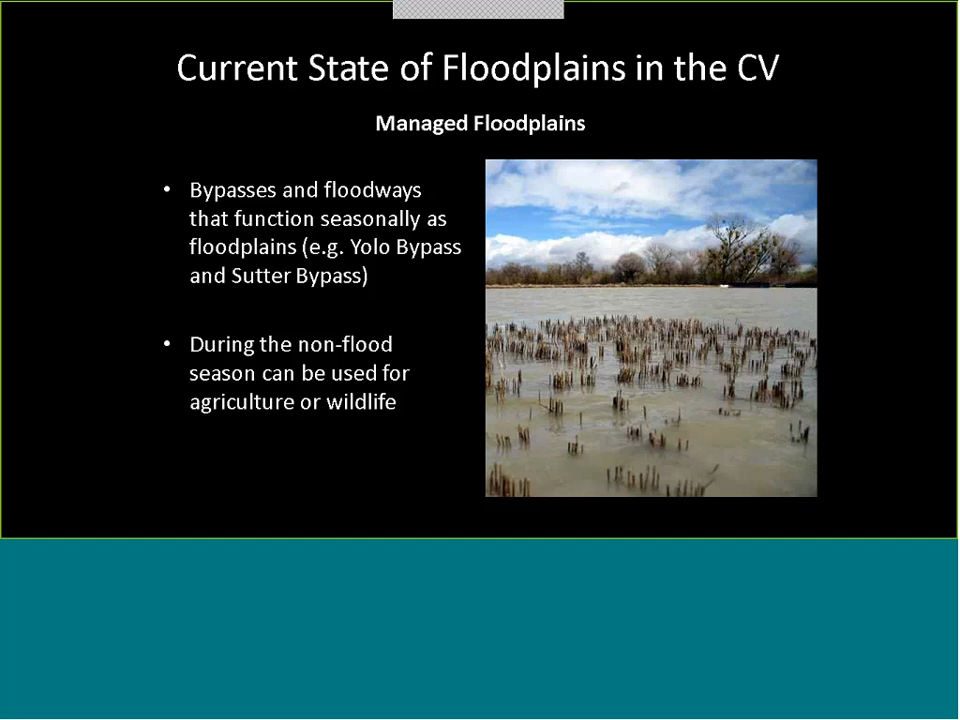 Current State of Floodplains in the CV
Managed Floodplains
• Bypasses and floodways
that function seasonally as
floodplains (e.g. Yolo Bypass
and Sutter Bypass)
• During the non-flood
season can be used for
agriculture or wildlife